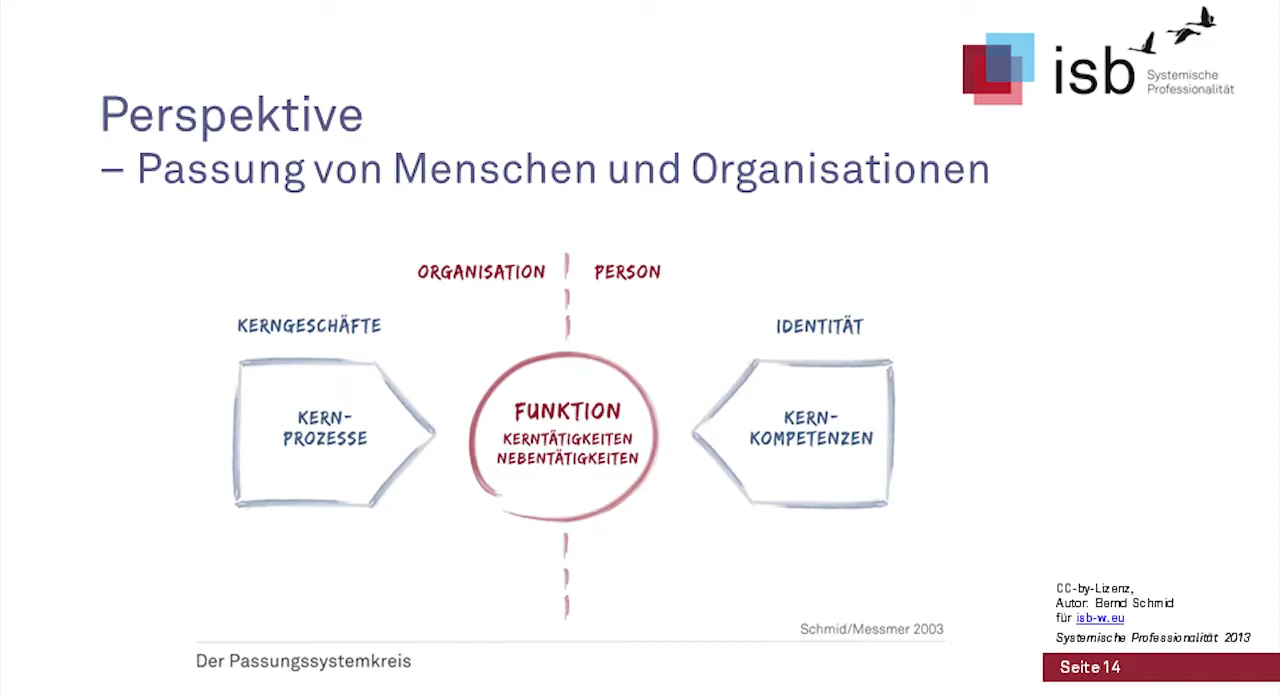 isb
Systemische
Professionalität
Perspektive
– Passung von Menschen und Organisationen
ORGANISATION
PERSON
KERNGESCHÄFTE
IDENTITÄT
KERN-
PROZESSE
FUNKTION
KERNTÄTIGKEITEN
NEBENTÄTIGKEITEN
KERN-
KOMPETENZEN
Schmid/Messmer 2003
Der Passungssystemkreis
CC-by-Lizenz,
Autor: Bernd Schmid
für isb-w.eu
Systemische Professionalität 2013
Seite 14